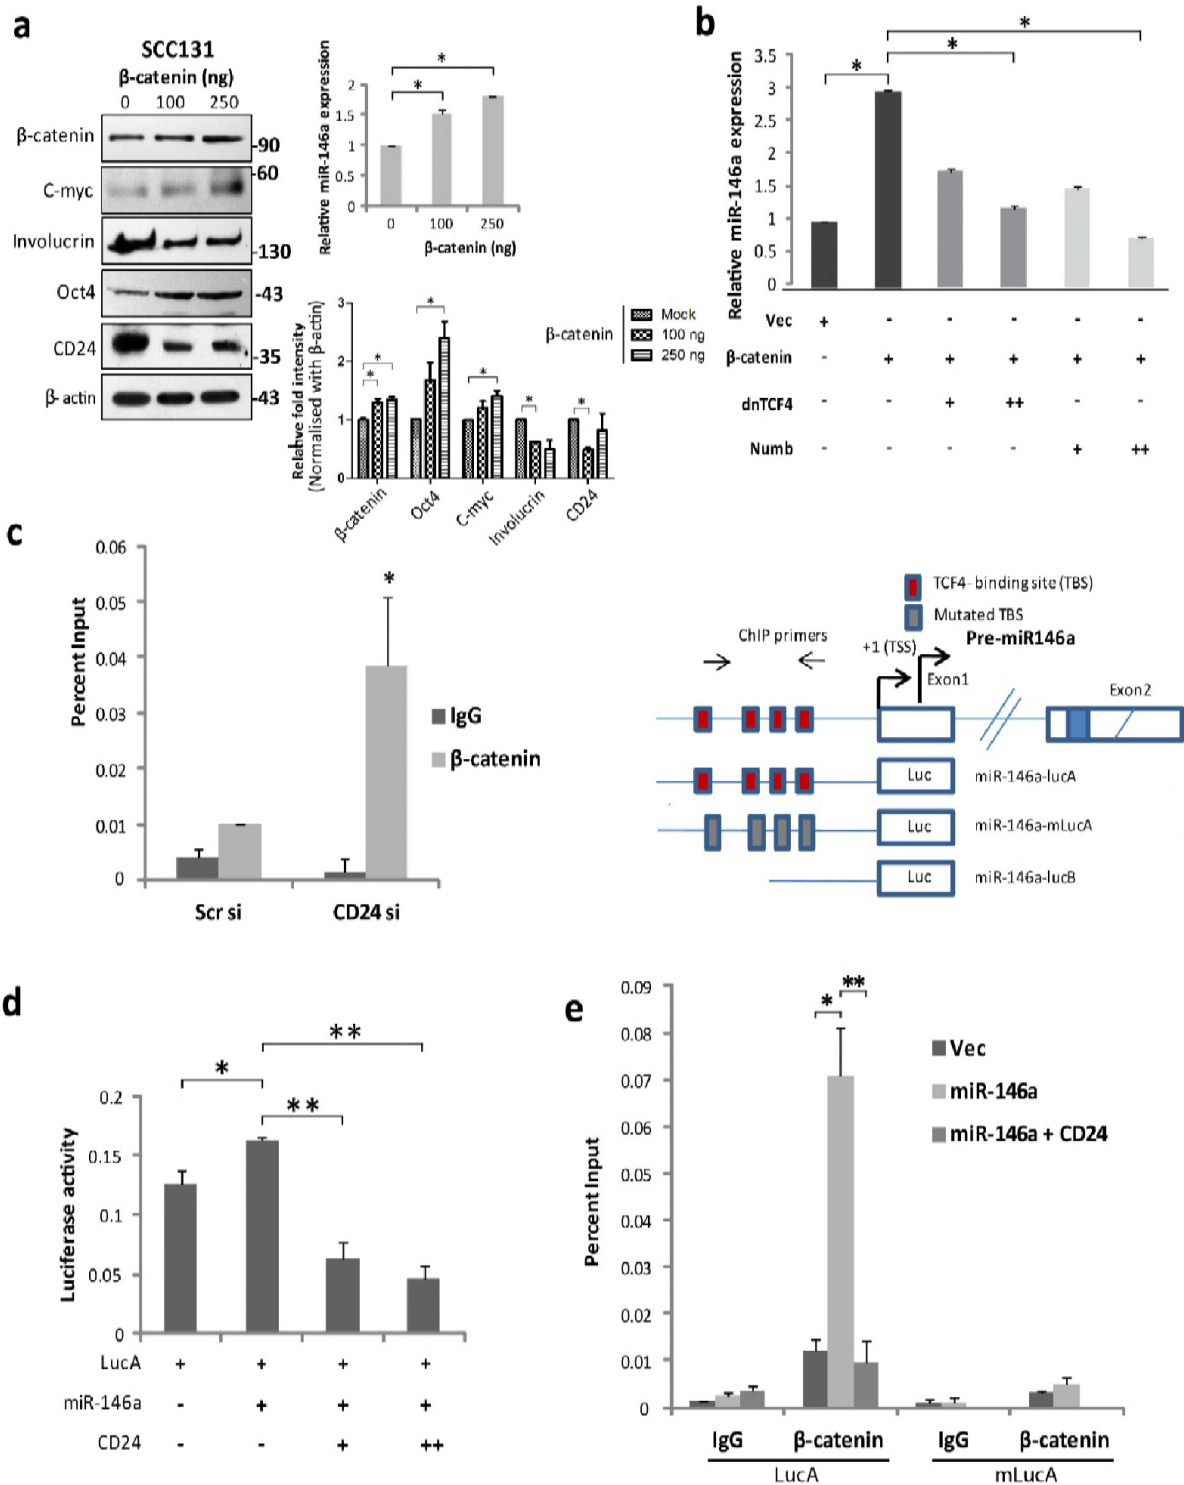 a
SCC131
β-catenin (ng)
0 100 250
β-catenin
-90
-60
C-myc
Involucrin
-130
Oct4
-43
CD24
-35
β-actin
-43
Relative miR-146a expression
2
1.5
1
0.5
0
* *
0 100 250
β-catenin (ng)
Relative fold intensity
(Normalised with β-actin)
3
2
1
0
* * * * * *
β-catenin Oct4 C-myc Involucrin CD24
β-catenin
Mock
100 ng
250 ng
b
Relative miR-146a expression
3.5
3
2.5
2
1.5
1
0.5
0
* * *
Vec + - - - - -
β-catenin - + + + + +
dnTCF4 - - + ++ - -
Numb - - - - + ++
c
Percent Input
0.06
0.05
0.04
0.03
0.02
0.01
0
*
IgG
β-catenin
Scr si CD24 si
TCF4- binding site (TBS)
Mutated TBS
ChIP primers
+1 (TSS)
Pre-miR146a
Exon1
Exon2
Luc miR-146a-lucA
Luc miR-146a-mLucA
Luc miR-146a-lucB
d
Luciferase activity
0.2
0.15
0.1
0.05
0
* ** **
LucA + + + +
miR-146a - + + +
CD24 - - + ++
e
Percent Input
0.09
0.08
0.07
0.06
0.05
0.04
0.03
0.02
0.01
0
* **
Vec
miR-146a
miR-146a + CD24
IgG β-catenin IgG β-catenin
LucA mLucA